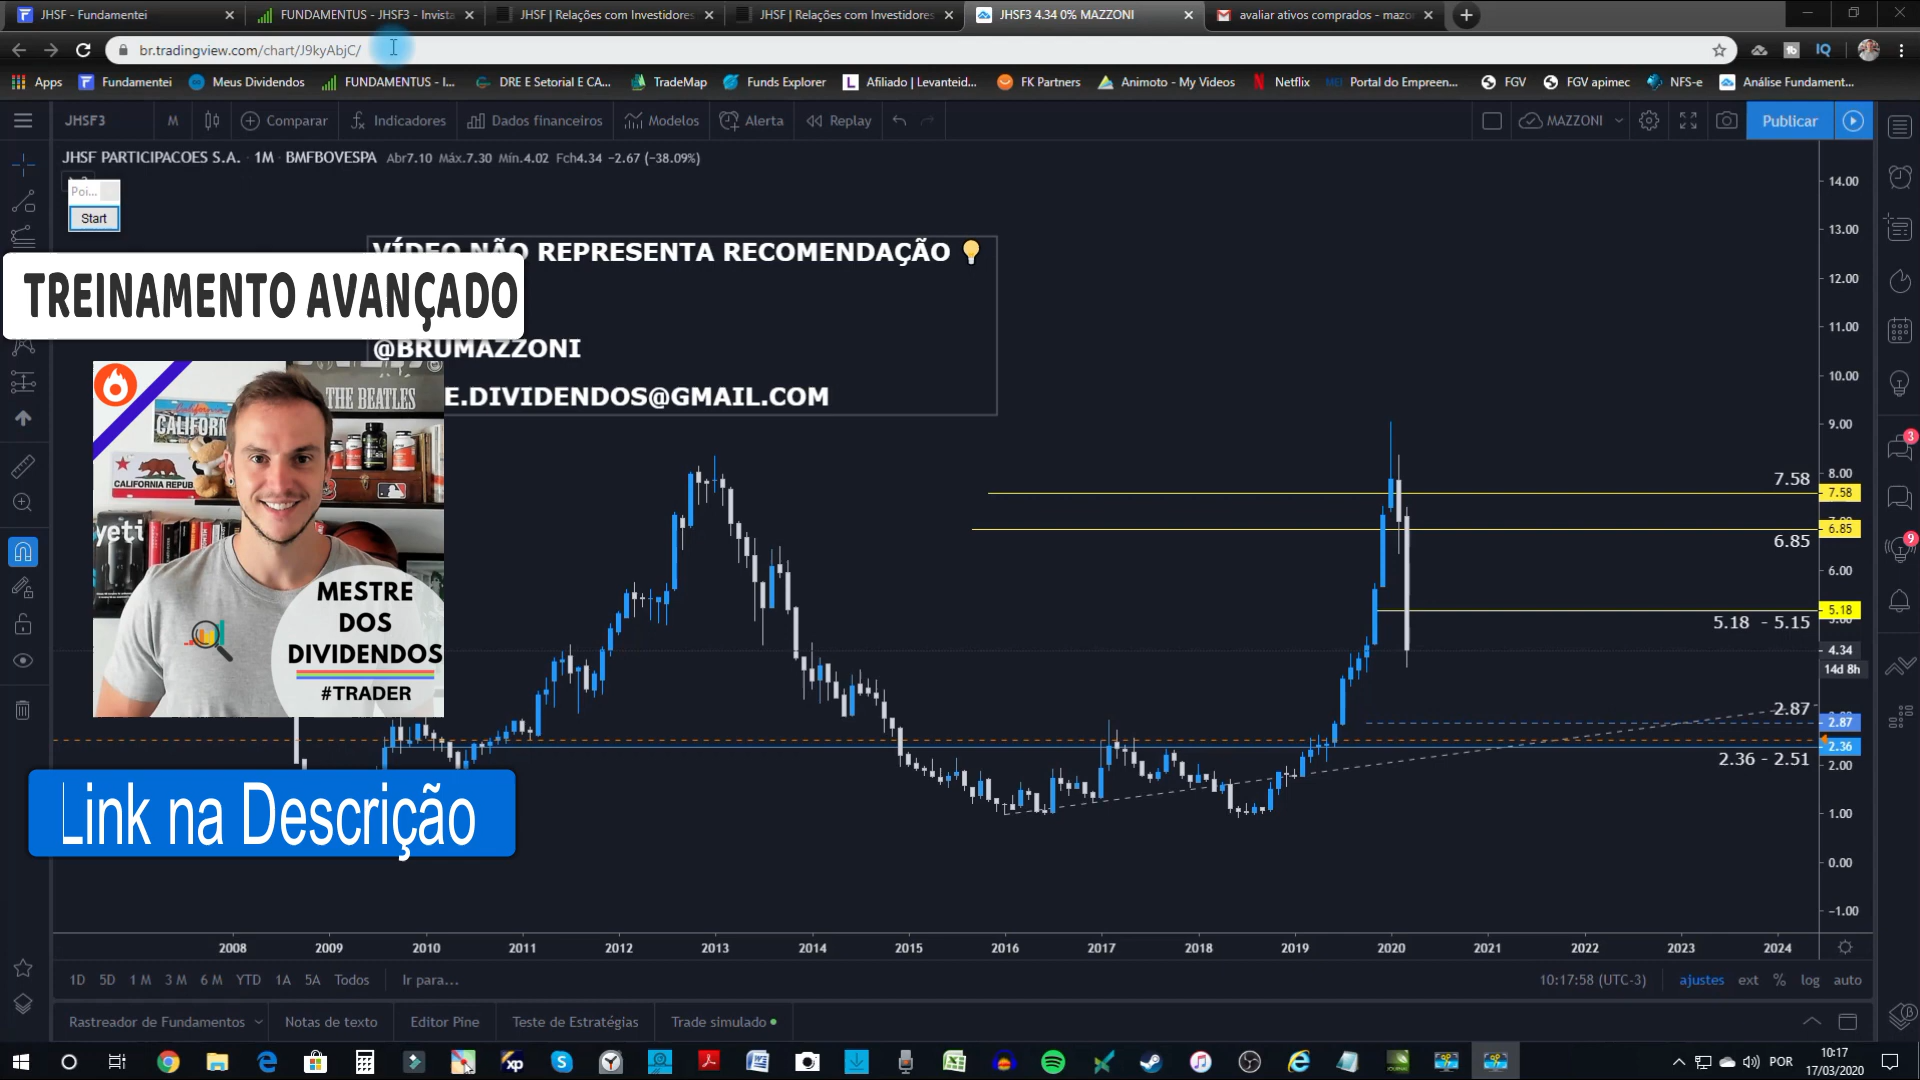 JHSF - Fundamentei
FUNDAMENTUS - JHSF3 - Invista
JHSF | Relações com Investidores
JHSF | Relações com Investidores
JHSF3 4.34 0% MAZZONI
avaliar ativos comprados - mazo
br.tradingview.com/chart/J9kyAbjC/
Apps
Fundamentei
Meus Dividendos
FUNDAMENTUS - I...
DRE E Setorial E CA...
TradeMap
Funds Explorer
Afiliado | Levanteid...
FK Partners
Animoto - My Videos
Netflix
Portal do Empreen...
FGV
FGV apimec
NFS-e
Análise Fundament...
JHSF3
M
Comparar
Indicadores
Dados financeiros
Modelos
Alerta
Replay
MAZZONI
Publicar
JHSF PARTICIPACOES S.A. · 1M · BMFBOVESPA Abr7.10 Máx.7.30 Mín.4.02 Fch4.34 −2.67 (−38.09%)
Poi...
Start
VÍDEO NÃO REPRESENTA RECOMENDAÇÃO
TREINAMENTO AVANÇADO
@BRUMAZZONI
E.DIVIDENDOS@GMAIL.COM
THE BEATLES
CALIFORN
CALIFORNIA REPUB
yeti
MESTRE
DOS
DIVIDENDOS
#TRADER
Link na Descrição
14.00
13.00
12.00
11.00
10.00
9.00
8.00
7.58
7.58
6.85
6.85
6.00
5.18
5.18 - 5.15
4.34
14d 8h
2.87
2.87
2.36
2.36 - 2.51
2.00
1.00
0.00
−1.00
3
9
2008
2009
2010
2011
2012
2013
2014
2015
2016
2017
2018
2019
2020
2021
2022
2023
2024
1D
5D
1 M
3 M
6 M
YTD
1A
5A
Todos
Ir para...
10:17:58 (UTC-3)
ajustes
ext
%
log
auto
Rastreador de Fundamentos
Notas de texto
Editor Pine
Teste de Estratégias
Trade simulado
POR
10:17
17/03/2020